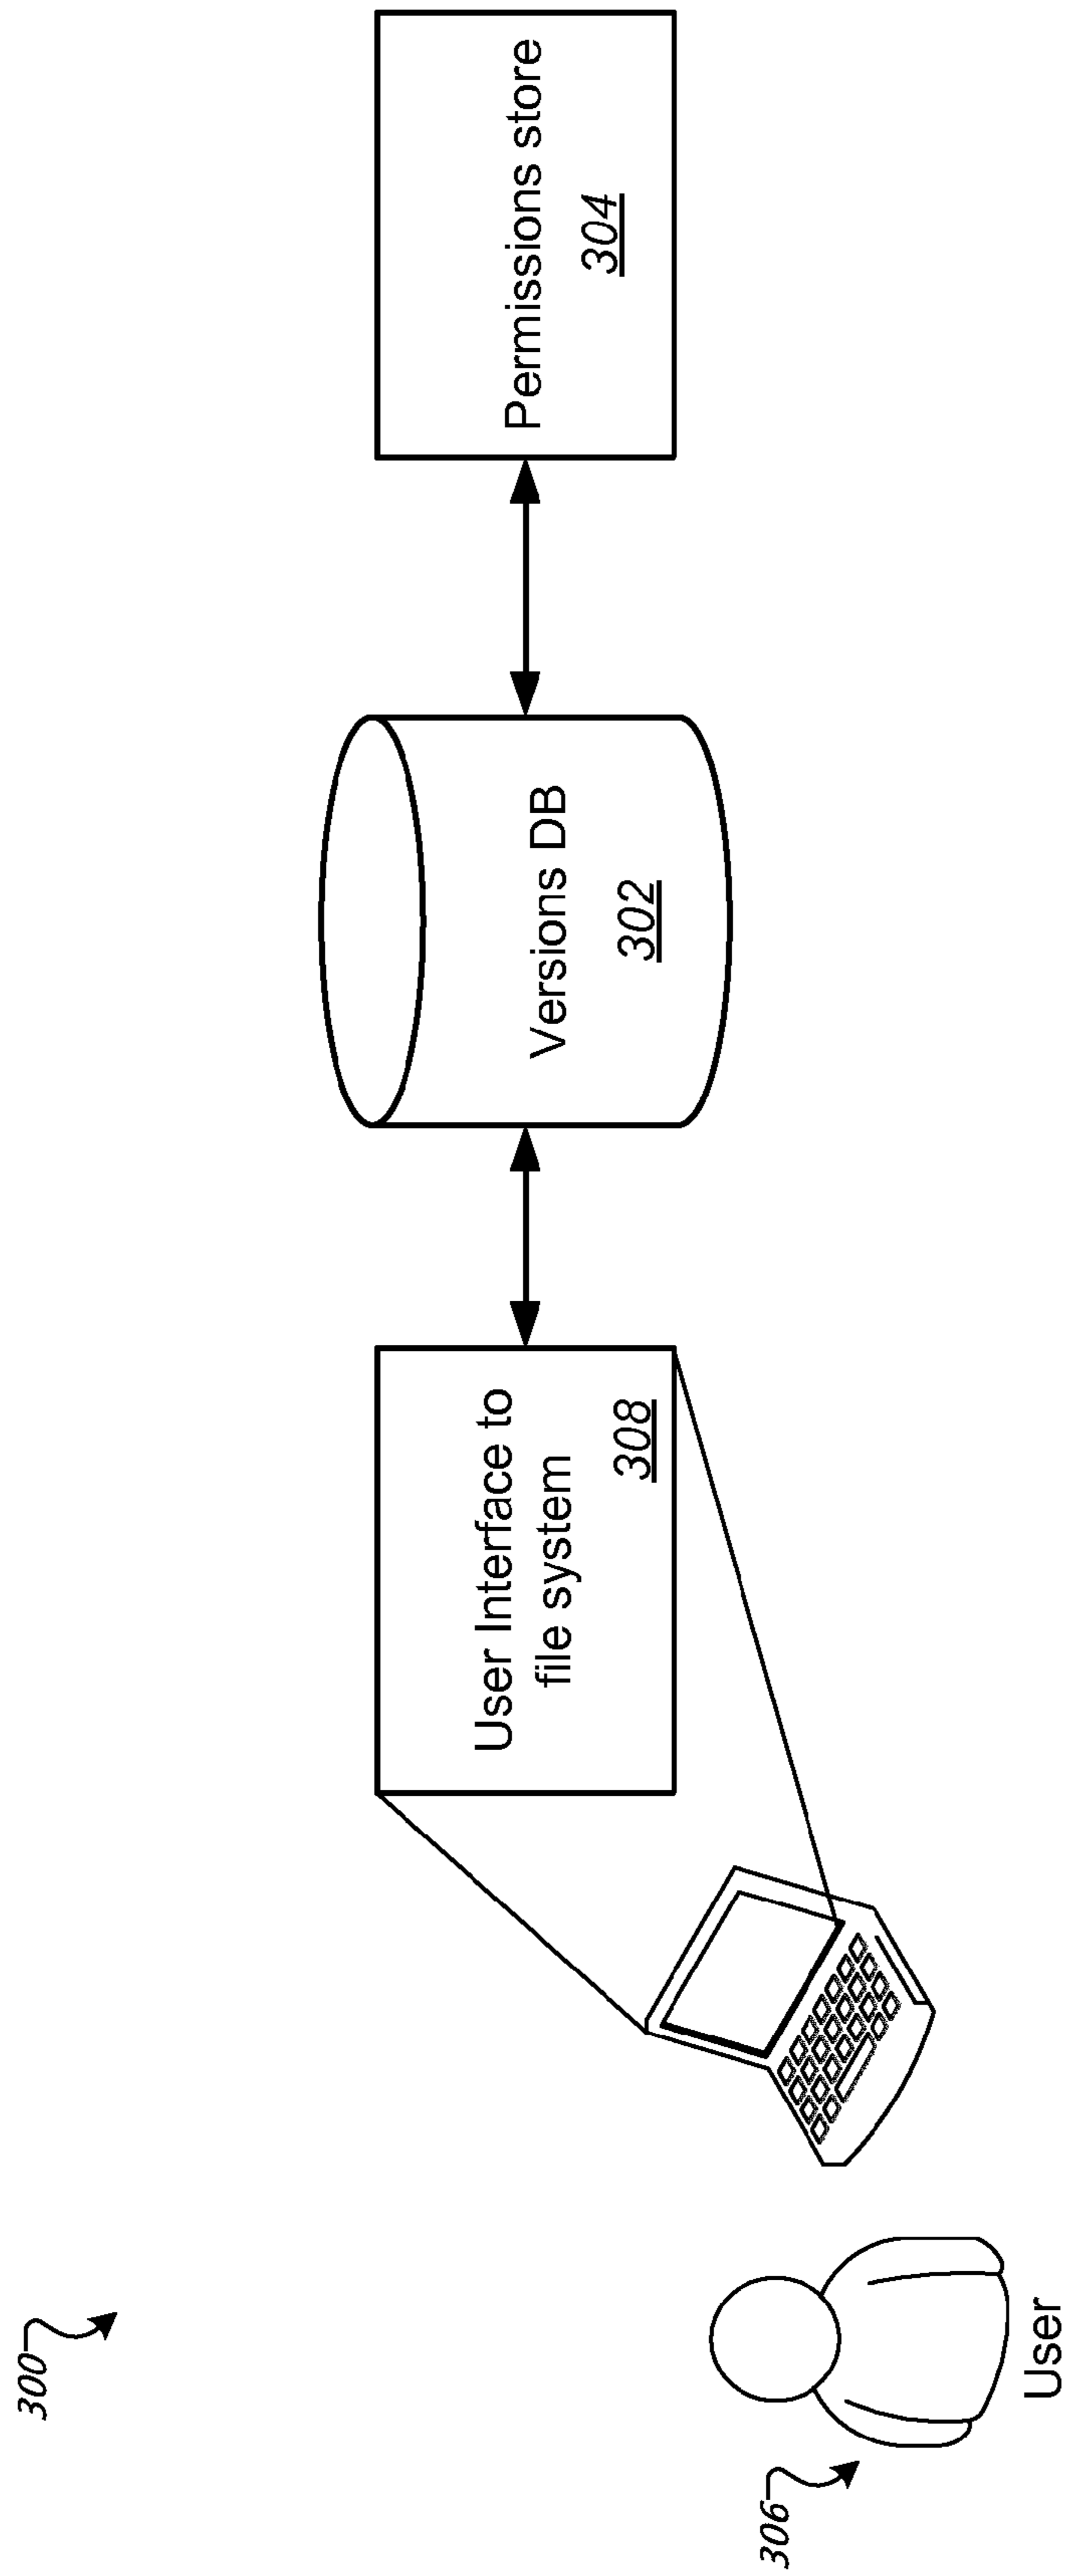 300
306
User
User Interface to
file system
308
Versions DB
302
Permissions store
304